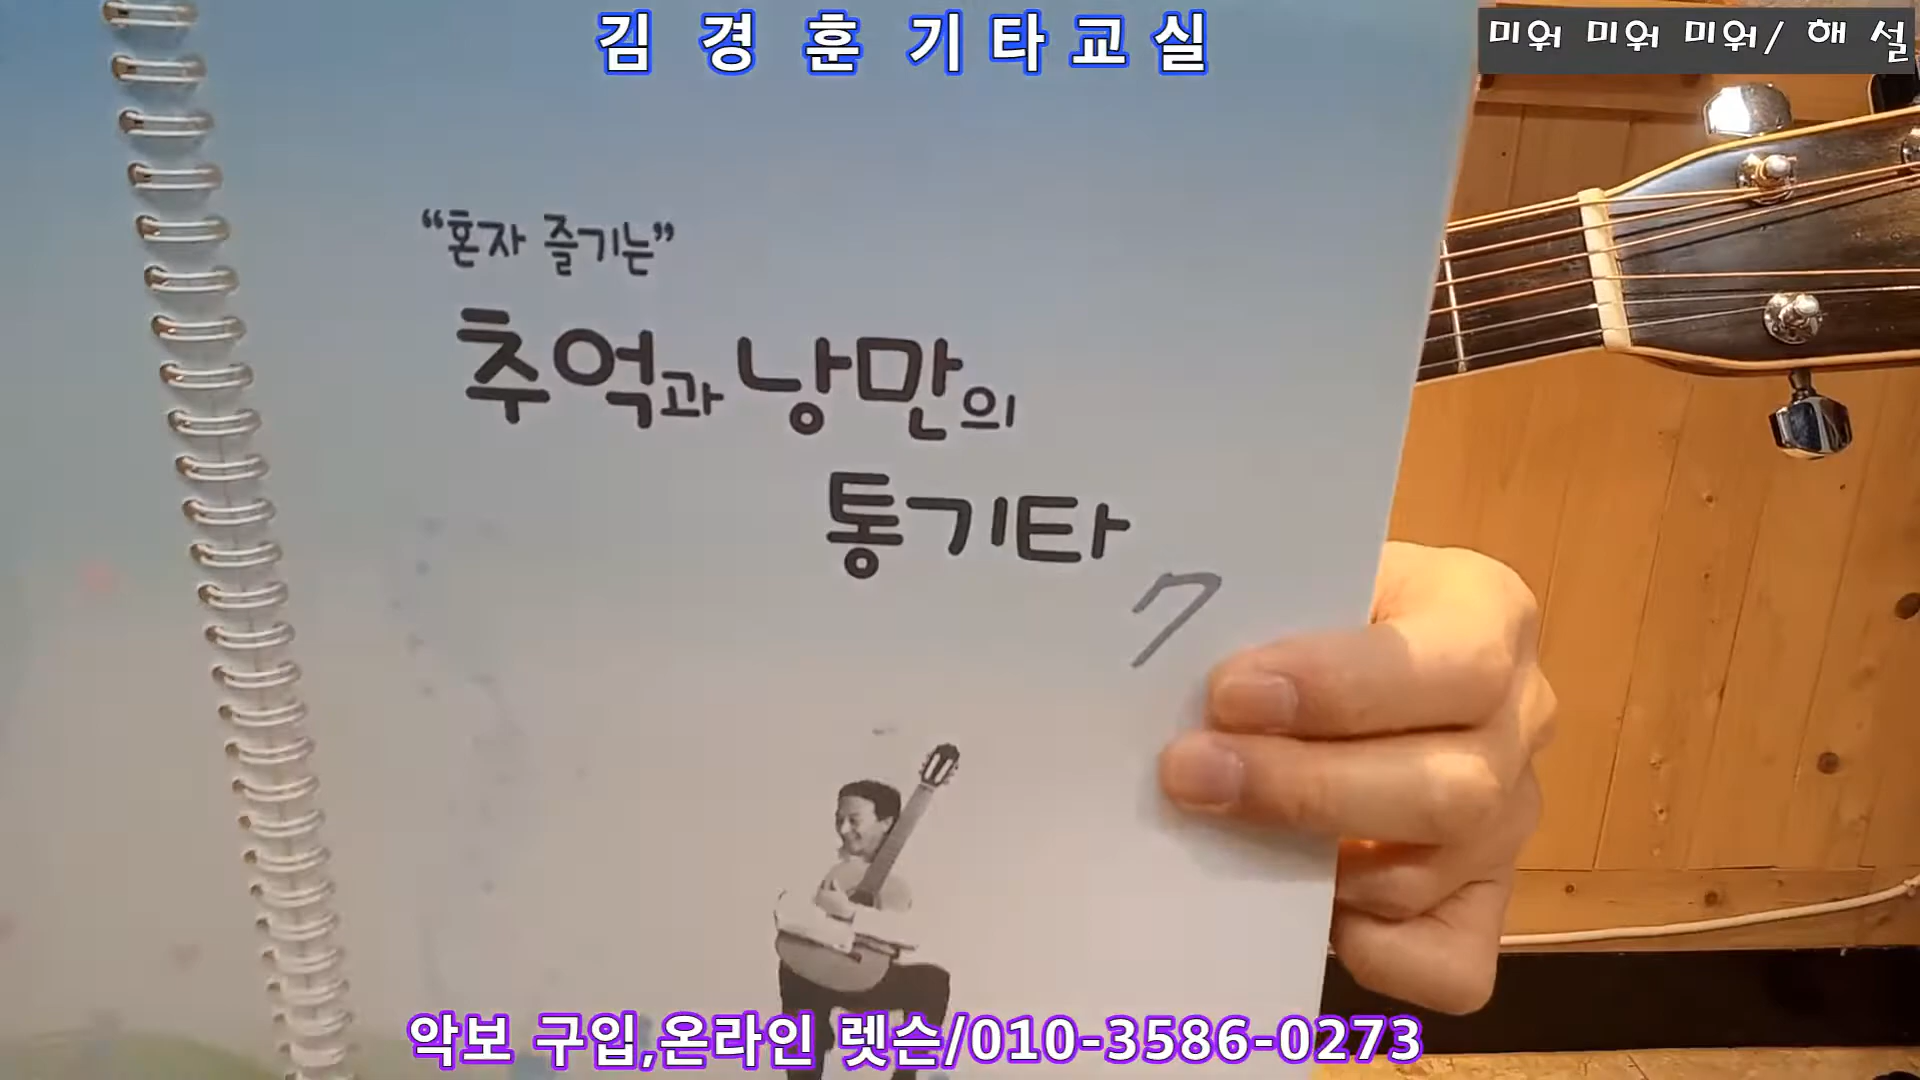 김 경 훈 기타교실
미워 미워 미워/ 해 설
“혼자 즐기는”
추억과 낭만의
통기타
7
악보 구입,온라인 렛슨/010-3586-0273